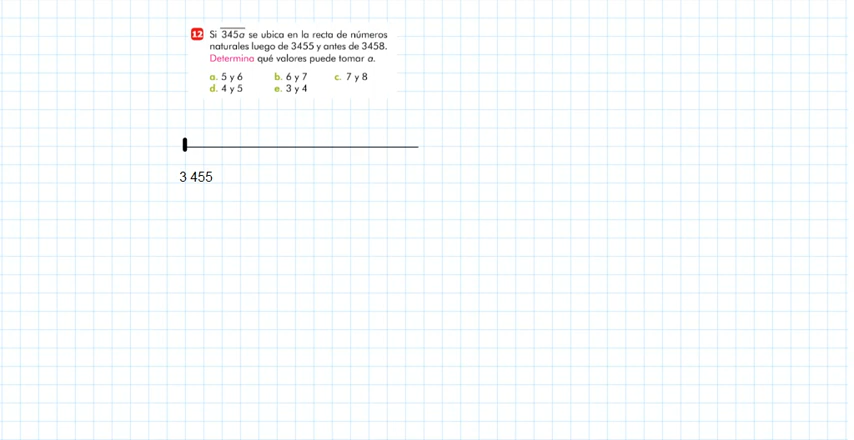 12 Si 345a se ubica en la recta de números
naturales luego de 3455 y antes de 3458.
Determina qué valores puede tomar a.
a. 5 y 6 b. 6 y 7 c. 7 y 8
d. 4 y 5 e. 3 y 4
3 455